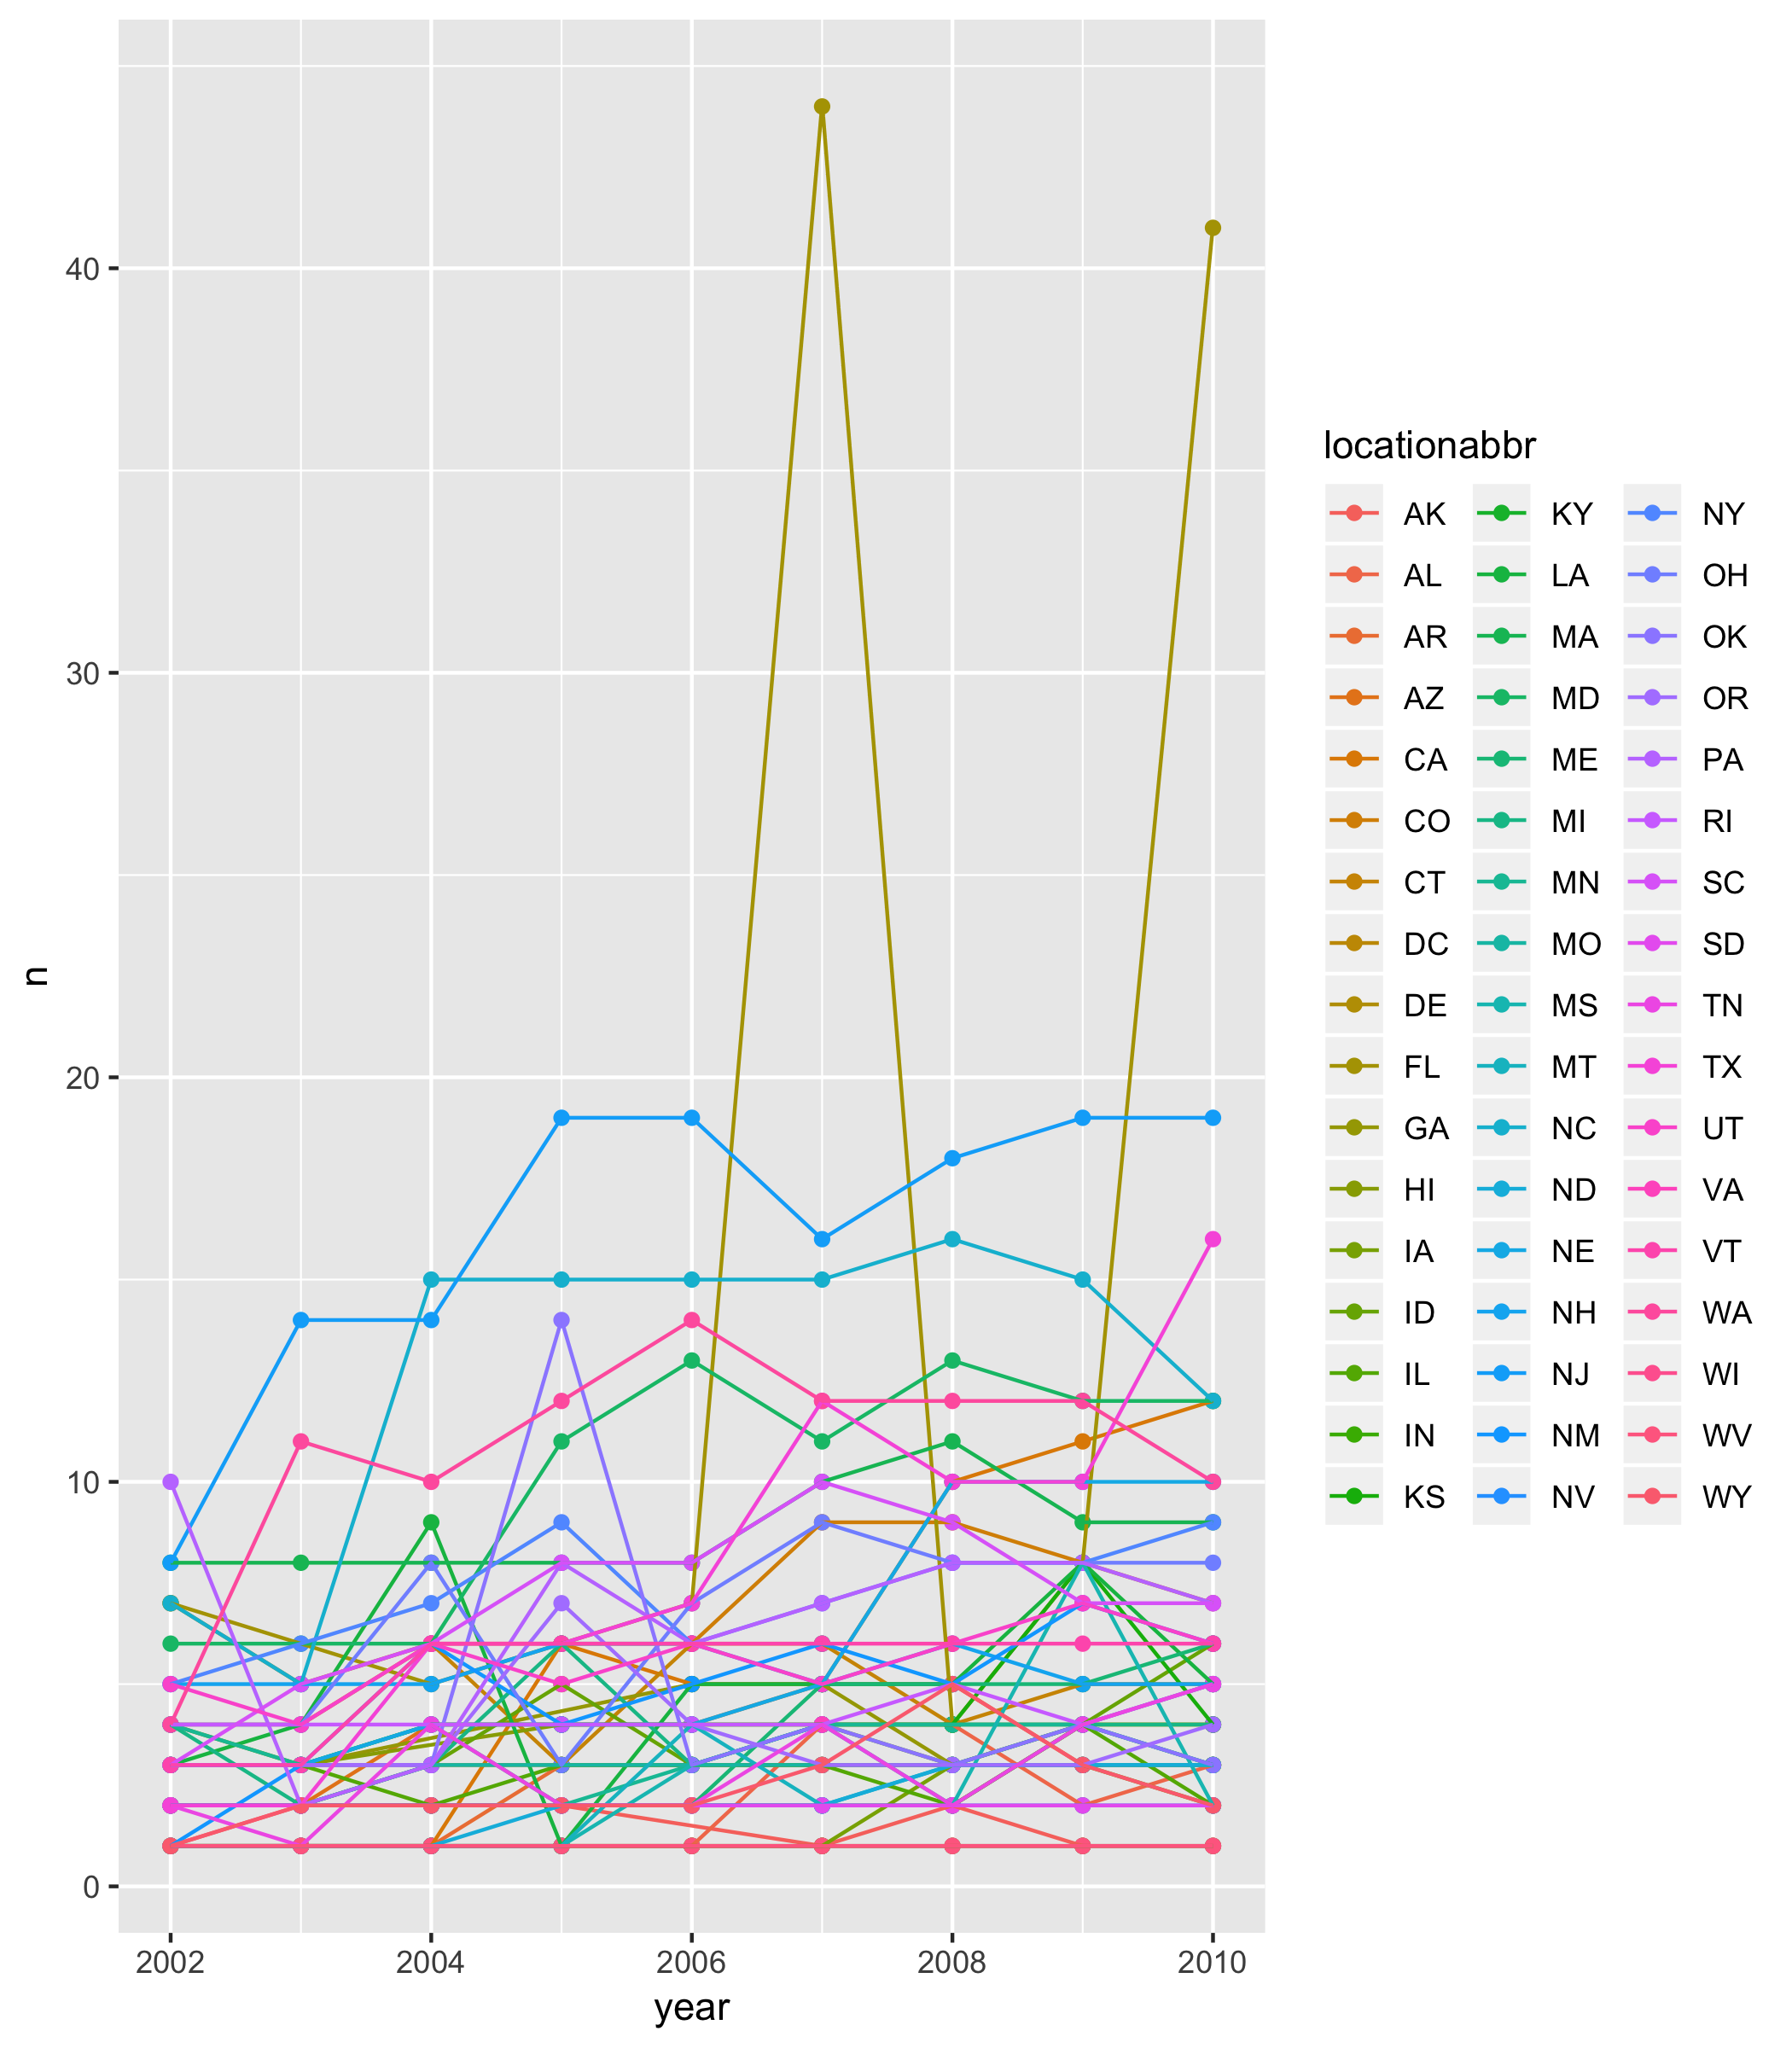 40
30
20
10
0
n
2002 2004 2006 2008 2010
year
locationabbr
AK KY NY
AL LA OH
AR MA OK
AZ MD OR
CA ME PA
CO MI RI
CT MN SC
DC MO SD
DE MS TN
FL MT TX
GA NC UT
HI ND VA
IA NE VT
ID NH WA
IL NJ WI
IN NM WV
KS NV WY